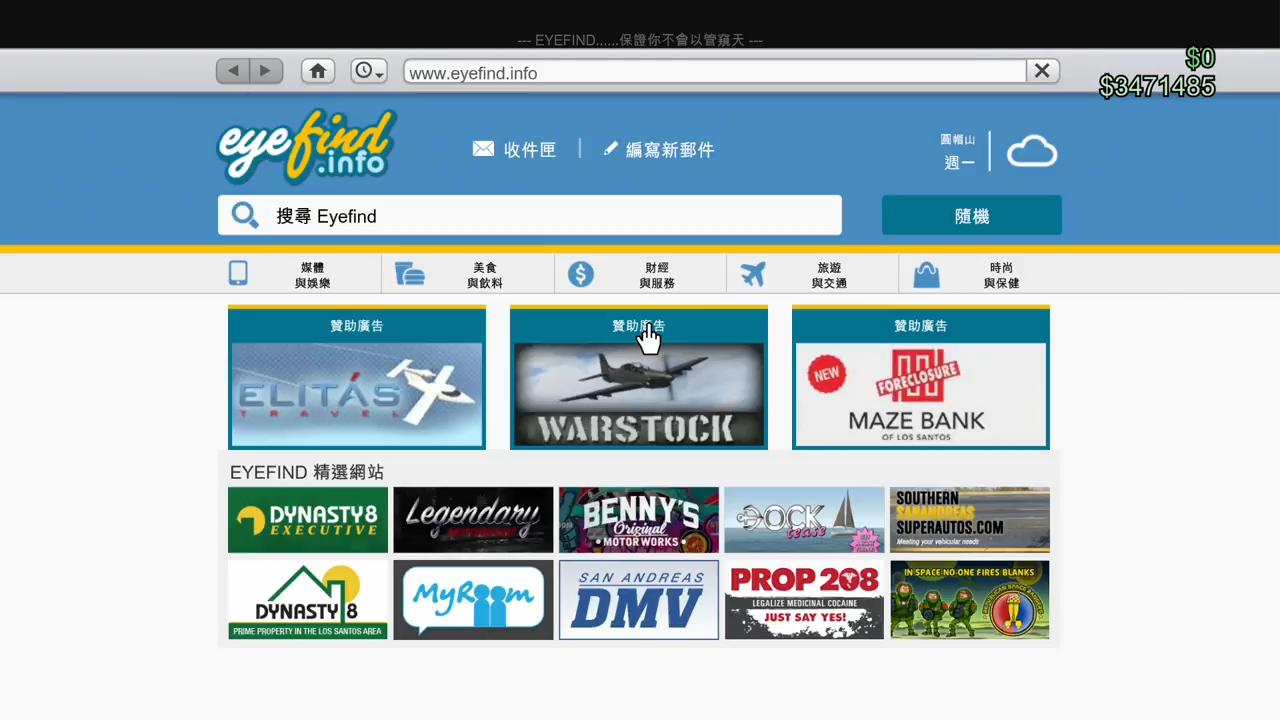 --- EYEFIND......保證你不會以管窺天 ---
$0
www.eyefind.info
$3471485
eyefind
.info
收件匣
編寫新郵件
圓帽山
週一
搜尋 Eyefind
隨機
媒體
與娛樂
美食
與飲料
財經
與服務
旅遊
與交通
時尚
與保健
贊助廣告
ELITÁS
TRAVEL
贊助廣告
WARSTOCK
贊助廣告
NEW
FORECLOSURE
MAZE BANK
OF LOS SANTOS
EYEFIND 精選網站
DYNASTY8
EXECUTIVE
Legendary
MOTORSPORT
BENNY'S
Original
MOTORWORKS
DOCK
tease
SOUTHERN
SANANDREAS
SUPERAUTOS.COM
Meeting your vehicular needs
DYNASTY 8
PRIME PROPERTY IN THE LOS SANTOS AREA
MyRoom
SAN ANDREAS
DMV
PROP 208
LEGALIZE MEDICINAL COCAINE
JUST SAY YES!
IN SPACE NO-ONE FIRES BLANKS